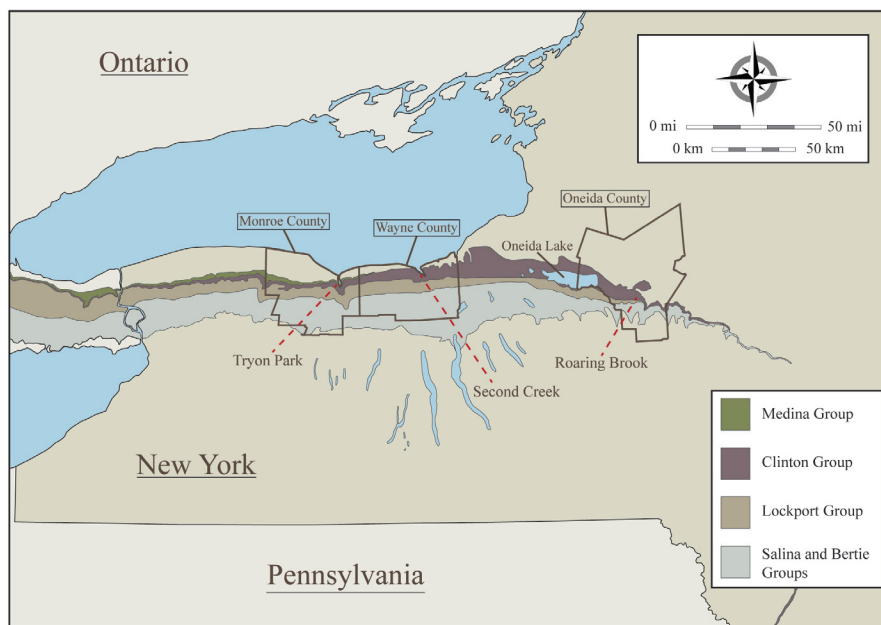 Ontario
0 mi
50 mi
0 km
50 km
Monroe County
Wayne County
Oneida County
Oneida Lake
Tryon Park
Second Creek
Roaring Brook
New York
Pennsylvania
Medina Group
Clinton Group
Lockport Group
Salina and Bertie
Groups